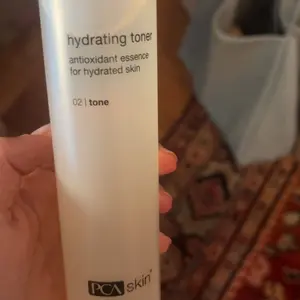 hydrating toner
antioxidant essence
for hydrated skin
02 | tone
PCA skin®